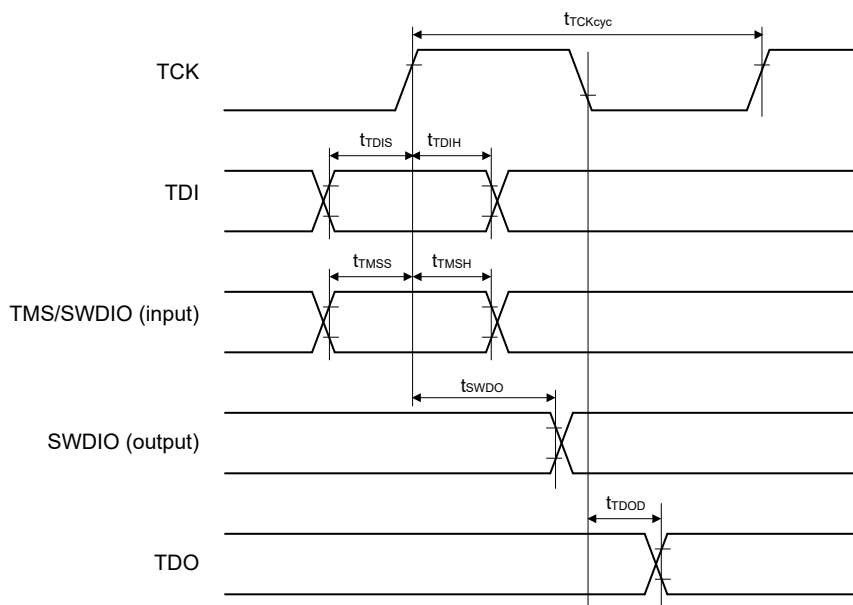 tTCKcyc
TCK
tTDIS
tTDIH
TDI
tTMSS
tTMSH
TMS/SWDIO (input)
tSWDO
SWDIO (output)
tTDOD
TDO